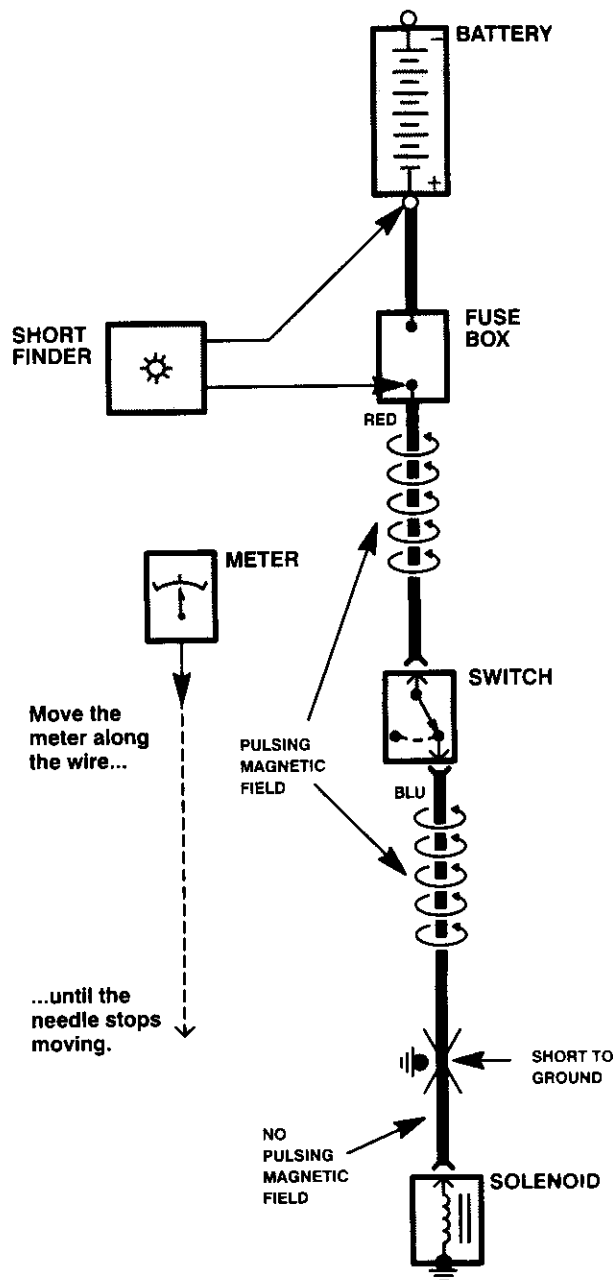 BATTERY
−
+
SHORT
FINDER
FUSE
BOX
RED
METER
SWITCH
Move the
meter along
the wire...
PULSING
MAGNETIC
FIELD
BLU
...until the
needle stops
moving.
SHORT TO
GROUND
NO
PULSING
MAGNETIC
FIELD
SOLENOID